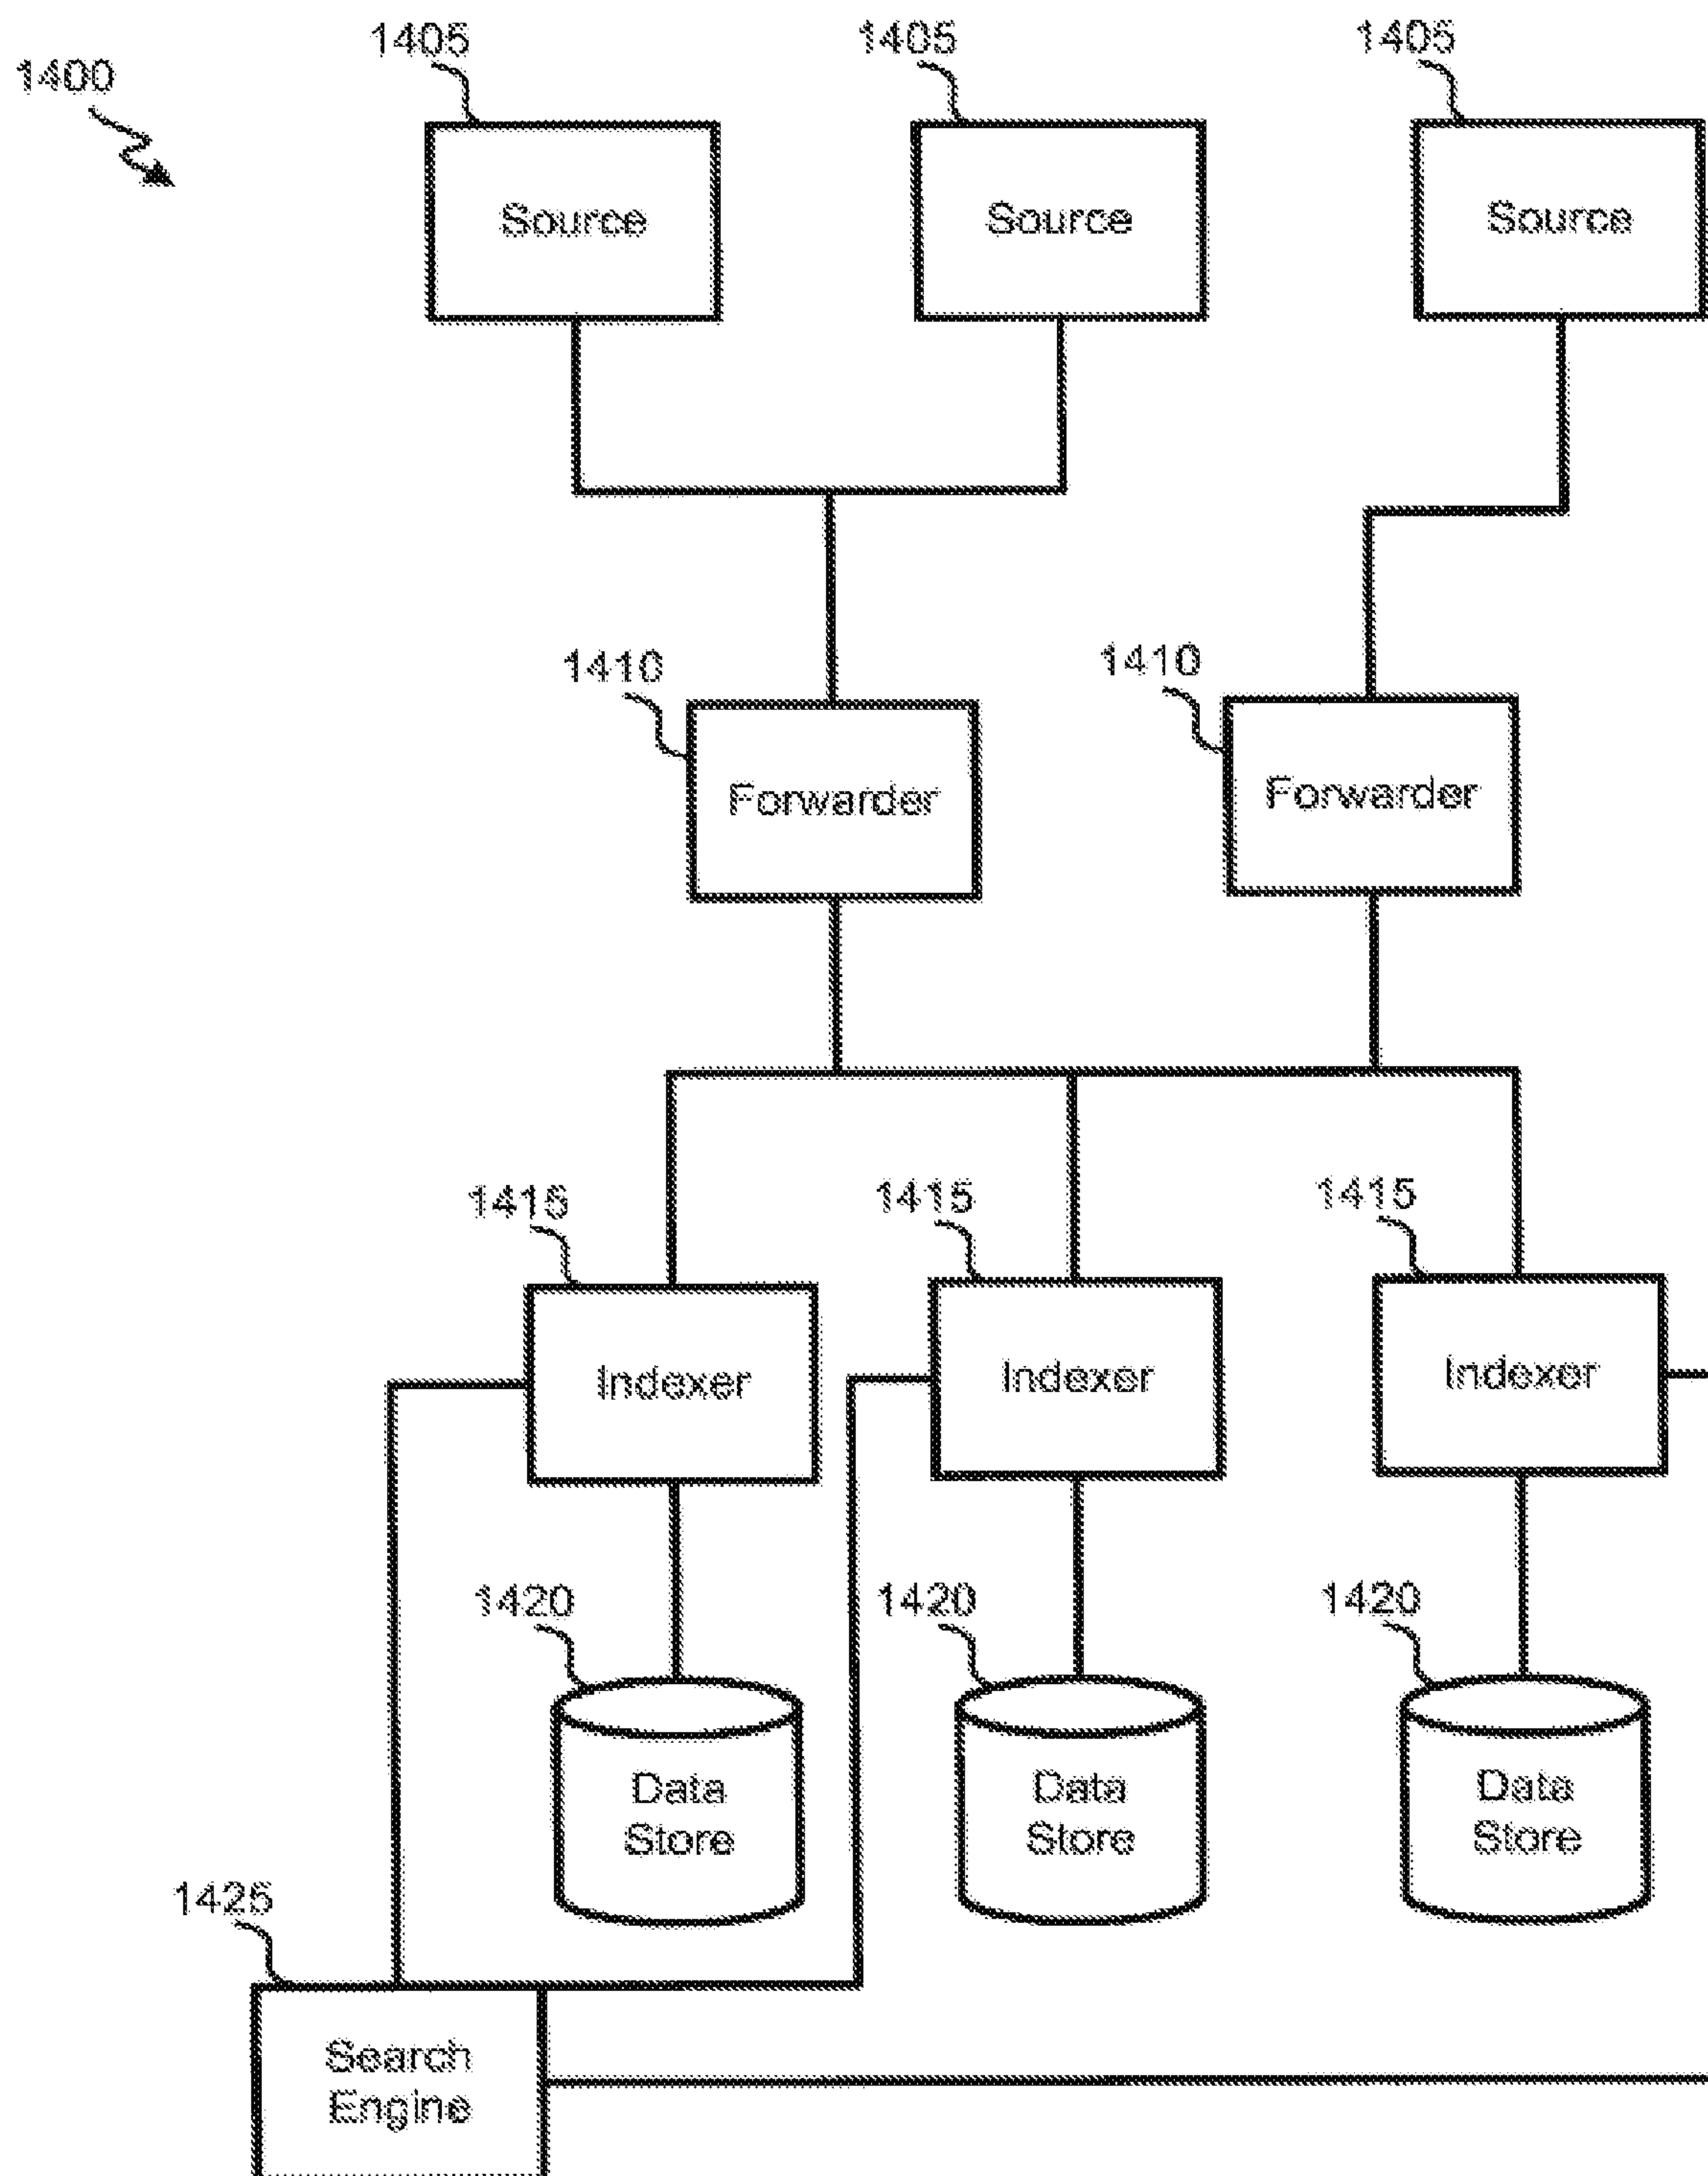 1400
1405
1405
1405
Source
Source
Source
1410
1410
Forwarder
Forwarder
1415
1415
1415
Indexer
Indexer
Indexer
1420
1420
1420
Data
Store
Data
Store
Data
Store
1425
Search
Engine